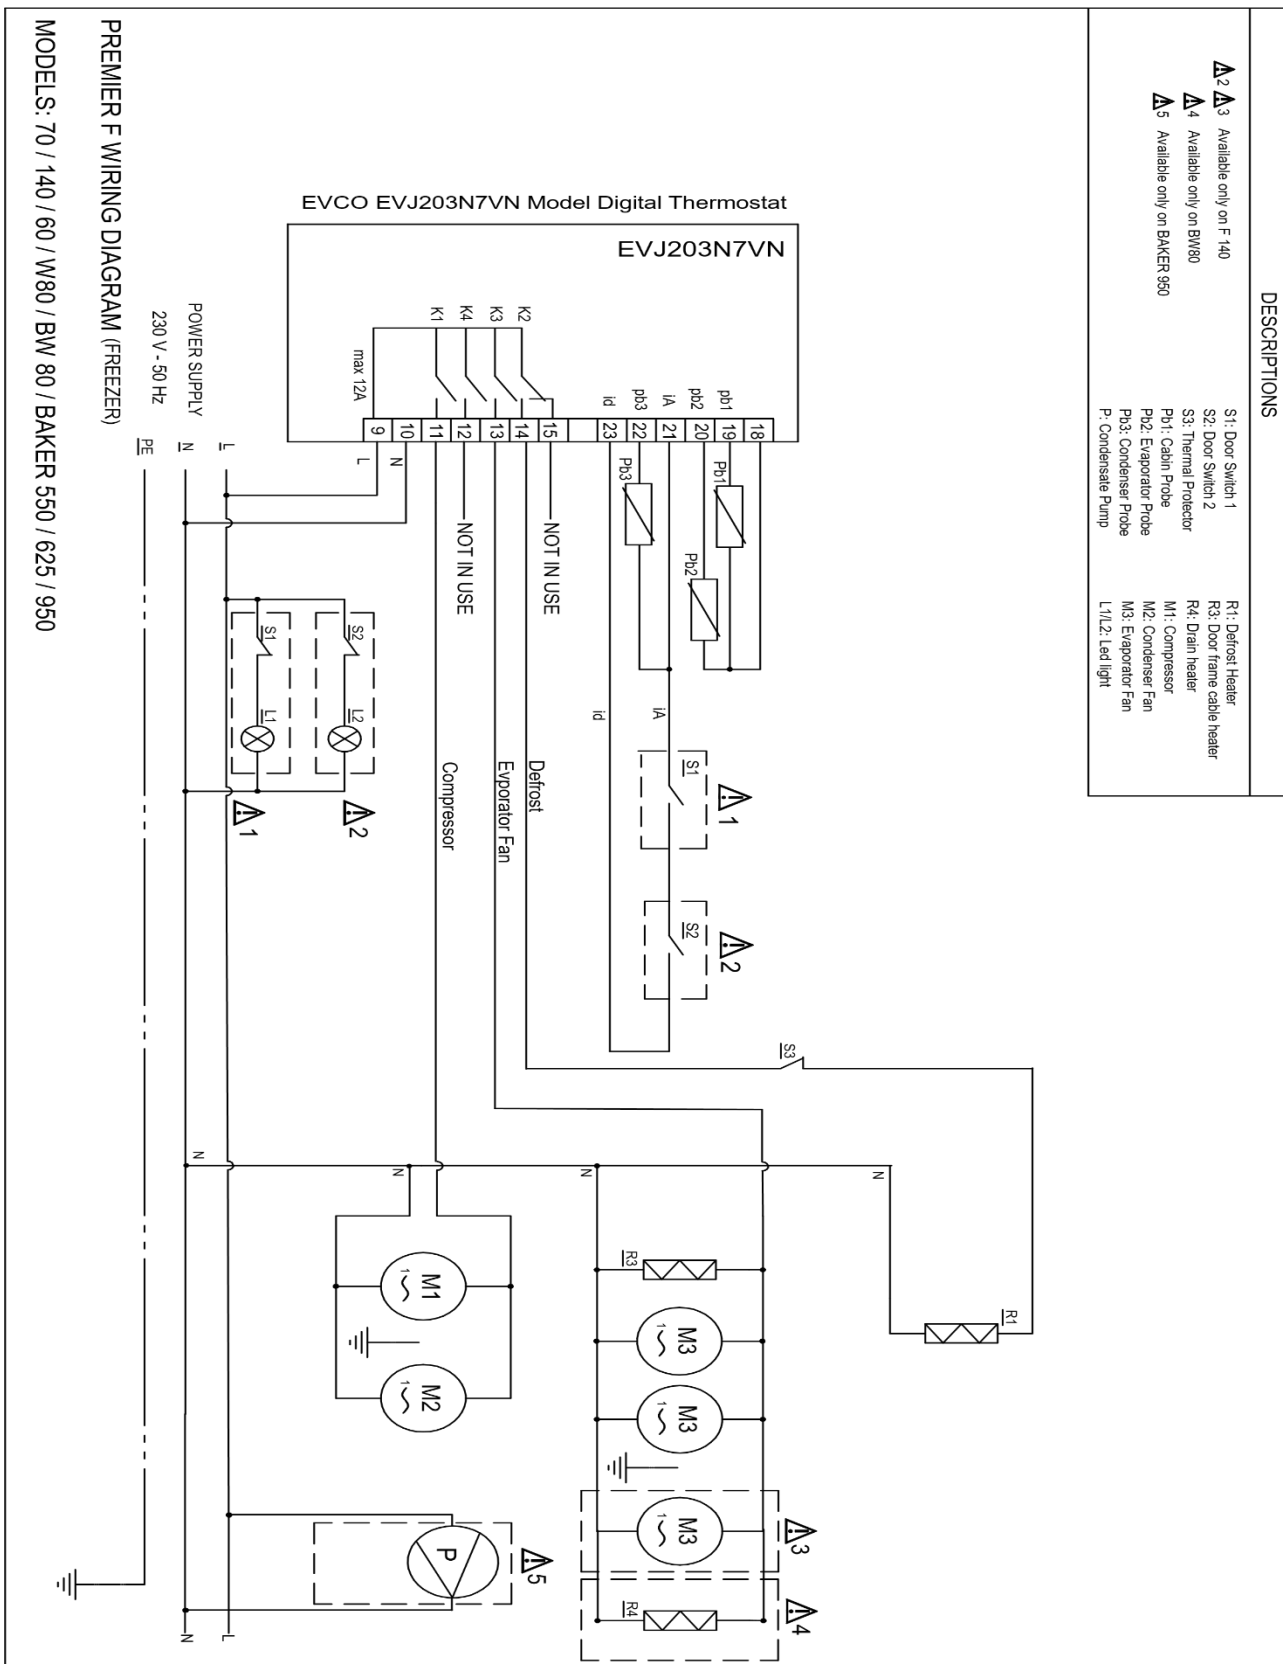 DESCRIPTIONS
⚠2 ⚠3 Available only on F 140
⚠4 Available only on BW80
⚠5 Available only on BAKER 950
S1: Door Switch 1
S2: Door Switch 2
S3: Thermal Protector
Pb1: Cabin Probe
Pb2: Evaporator Probe
Pb3: Condenser Probe
P: Condensate Pump
R1: Defrost Heater
R3: Door frame cable heater
R4: Drain heater
M1: Compressor
M2: Condenser Fan
M3: Evaporator Fan
L1/L2: Led light
EVCO EVJ203N7VN Model Digital Thermostat
EVJ203N7VN
K1
K4
K3
K2
max 12A
id
pb3
iA
pb2
pb1
9
10
11
12
13
14
15
23
22
21
20
19
18
L
N
Pb3
Pb1
Pb2
NOT IN USE
NOT IN USE
id
iA
S1
⚠1
S2
⚠2
Compressor
Evporator Fan
Defrost
S3
POWER SUPPLY
230 V - 50 Hz
L
N
PE
S1
L1
⚠1
S2
L2
⚠2
N
N
N
N
R1
R3
M1
1~
M2
1~
M3
1~
M3
1~
M3
1~
⚠3
R4
⚠4
P
⚠5
L
N
PREMIER F WIRING DIAGRAM (FREEZER)
MODELS: 70 / 140 / 60 / W80 / BW 80 / BAKER 550 / 625 / 950